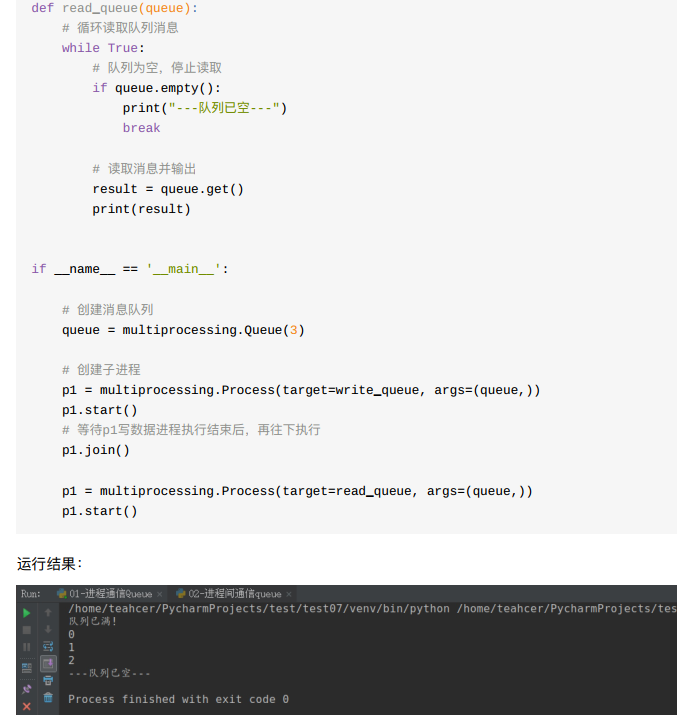 def read_queue(queue):
    # 循环读取队列消息
    while True:
        # 队列为空，停止读取
        if queue.empty():
            print("---队列已空---")
            break

        # 读取消息并输出
        result = queue.get()
        print(result)

if __name__ == '__main__':

    # 创建消息队列
    queue = multiprocessing.Queue(3)

    # 创建子进程
    p1 = multiprocessing.Process(target=write_queue, args=(queue,))
    p1.start()
    # 等待p1写数据进程执行结束后，再往下执行
    p1.join()

    p1 = multiprocessing.Process(target=read_queue, args=(queue,))
    p1.start()

运行结果：
Run: 01-进程通信Queue × 02-进程间通信queue ×
/home/teahcer/PycharmProjects/test/test07/venv/bin/python /home/teahcer/PycharmProjects/tes
队列已满!
0
1
2
---队列已空---

Process finished with exit code 0